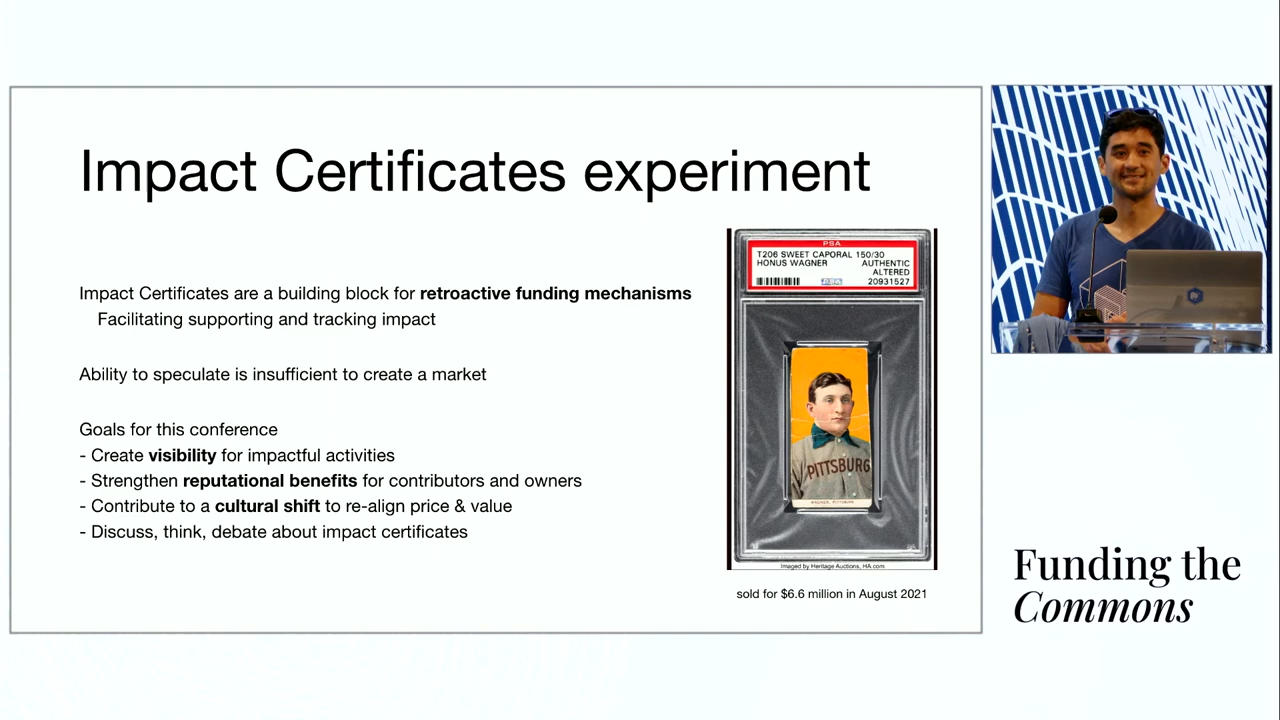 Impact Certificates experiment
Impact Certificates are a building block for retroactive funding mechanisms
Facilitating supporting and tracking impact
Ability to speculate is insufficient to create a market
Goals for this conference
- Create visibility for impactful activities
- Strengthen reputational benefits for contributors and owners
- Contribute to a cultural shift to re-align price & value
- Discuss, think, debate about impact certificates
PSA
T206 SWEET CAPORAL 150/30
HONUS WAGNER AUTHENTIC
ALTERED
20931527
PITTSBURG
WAGNER, PITTSBURG
Imaged by Heritage Auctions, HA.com
sold for $6.6 million in August 2021
Funding the
Commons